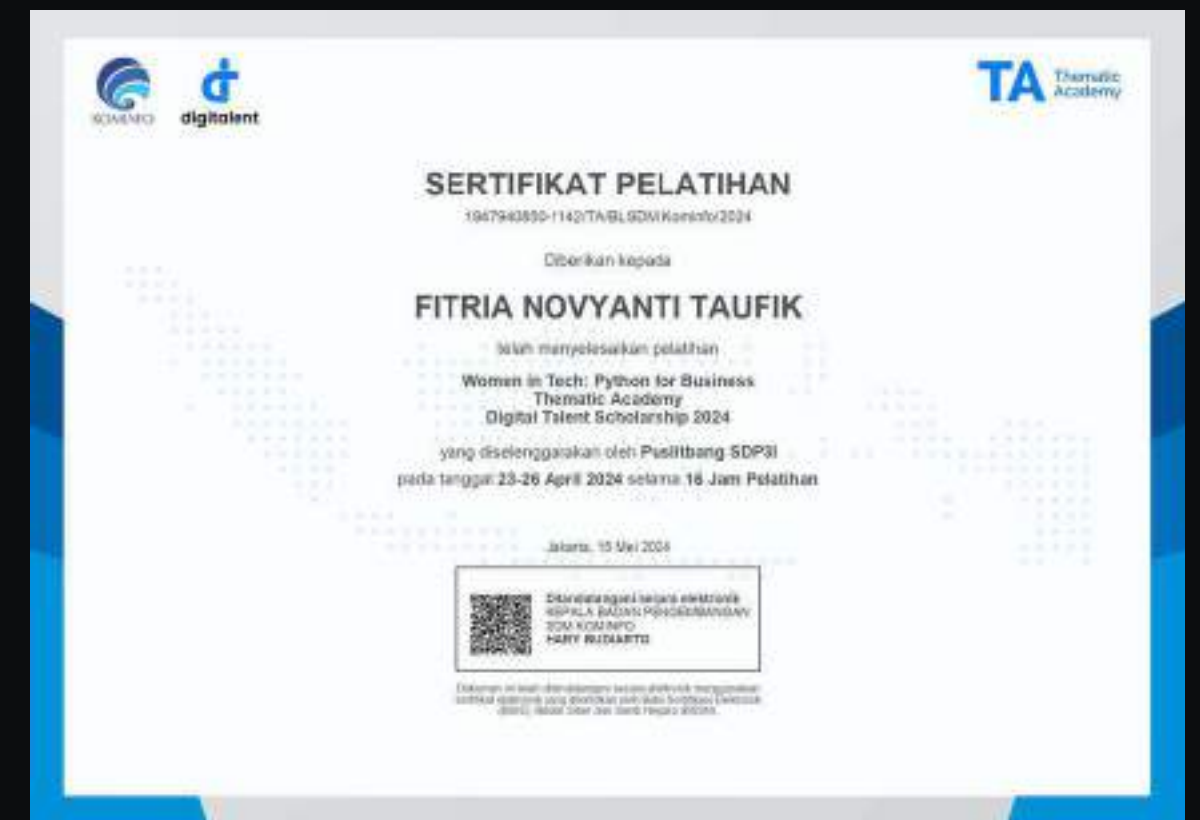 KOMINFO
digitalent
TA Thematic Academy
SERTIFIKAT PELATIHAN
Diberikan kepada
FITRIA NOVYANTI TAUFIK
telah menyelesaikan pelatihan
Women in Tech: Python for Business
Thematic Academy
Digital Talent Scholarship 2024
yang diselenggarakan oleh Puslitbang SDP3I
pada tanggal 23-26 April 2024 selama 16 Jam Pelatihan
Jakarta, 15 Mei 2024
Ditandatangani secara elektronik
KEPALA BADAN PENGEMBANGAN
SDM KOMINFO
HARY BUDIARTO